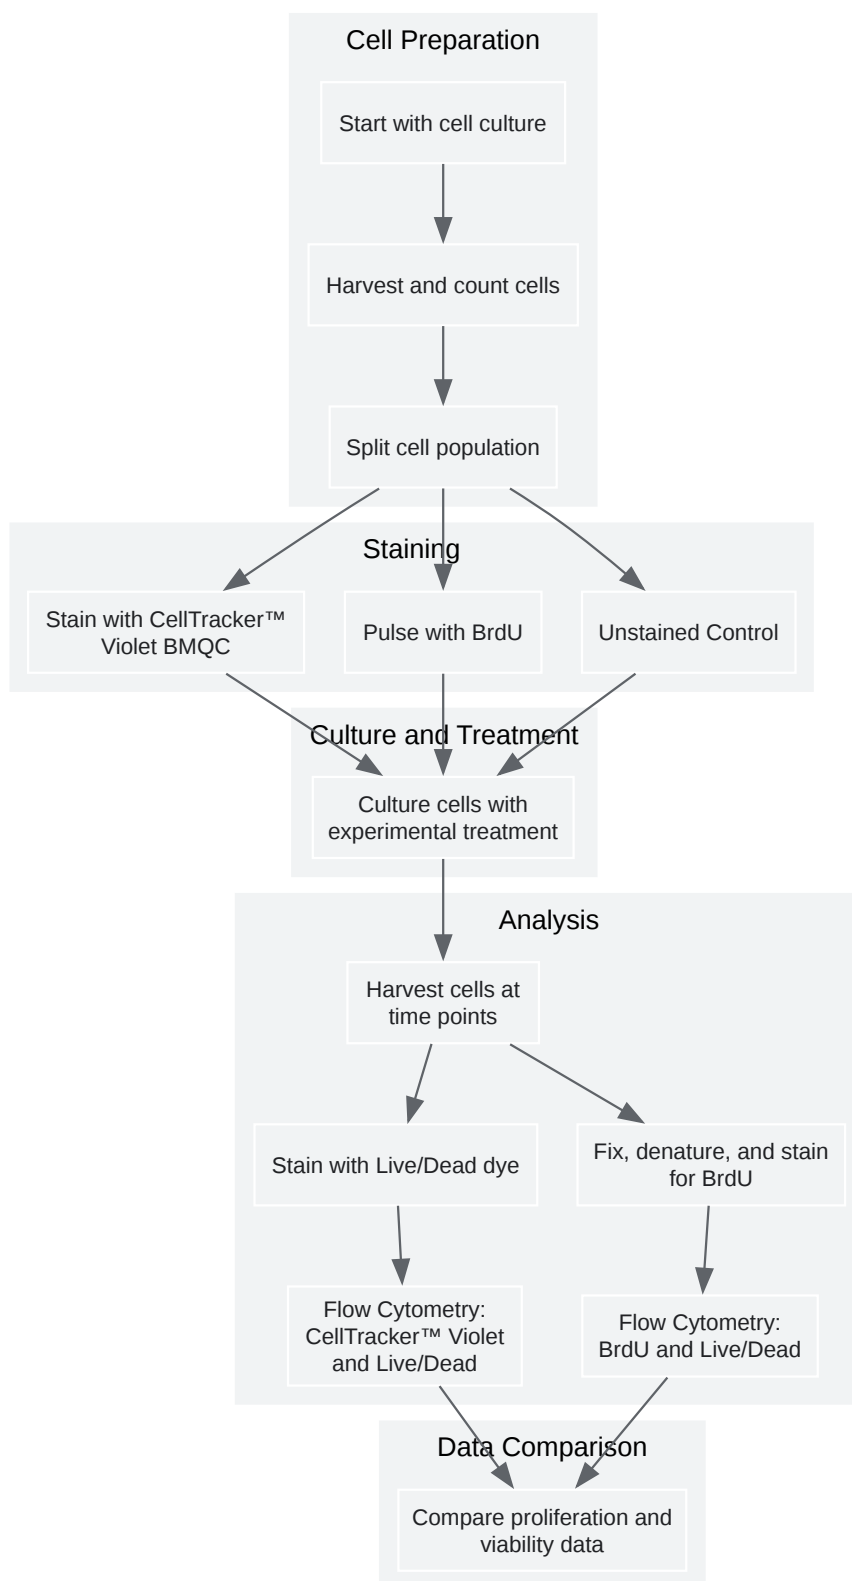 Cell Preparation
Start with cell culture
Harvest and count cells
Split cell population
Staining
Stain with CellTracker™
Violet BMQC
Pulse with BrdU
Unstained Control
Culture and Treatment
Culture cells with
experimental treatment
Analysis
Harvest cells at
time points
Stain with Live/Dead dye
Fix, denature, and stain
for BrdU
Flow Cytometry:
CellTracker™ Violet
and Live/Dead
Flow Cytometry:
BrdU and Live/Dead
Data Comparison
Compare proliferation and
viability data